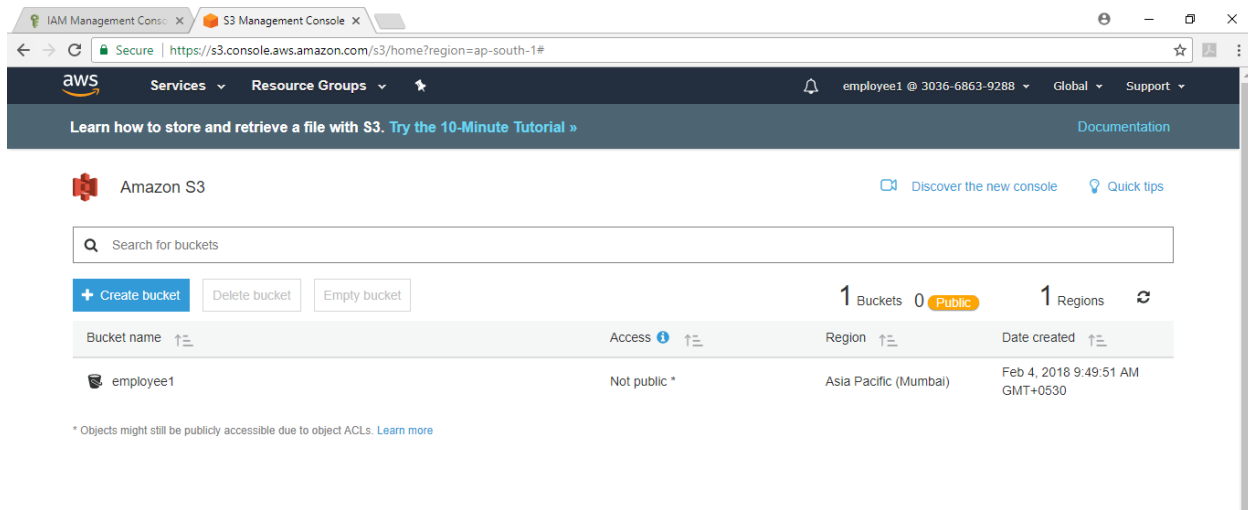 IAM Management Conso
S3 Management Console
Secure https://s3.console.aws.amazon.com/s3/home?region=ap-south-1#
aws Services Resource Groups employee1 @ 3036-6863-9288 Global Support
Learn how to store and retrieve a file with S3. Try the 10-Minute Tutorial » Documentation
Amazon S3 Discover the new console Quick tips
Search for buckets
+ Create bucket Delete bucket Empty bucket 1 Buckets 0 Public 1 Regions
Bucket name Access Region Date created
employee1 Not public * Asia Pacific (Mumbai) Feb 4, 2018 9:49:51 AM
GMT+0530
* Objects might still be publicly accessible due to object ACLs. Learn more